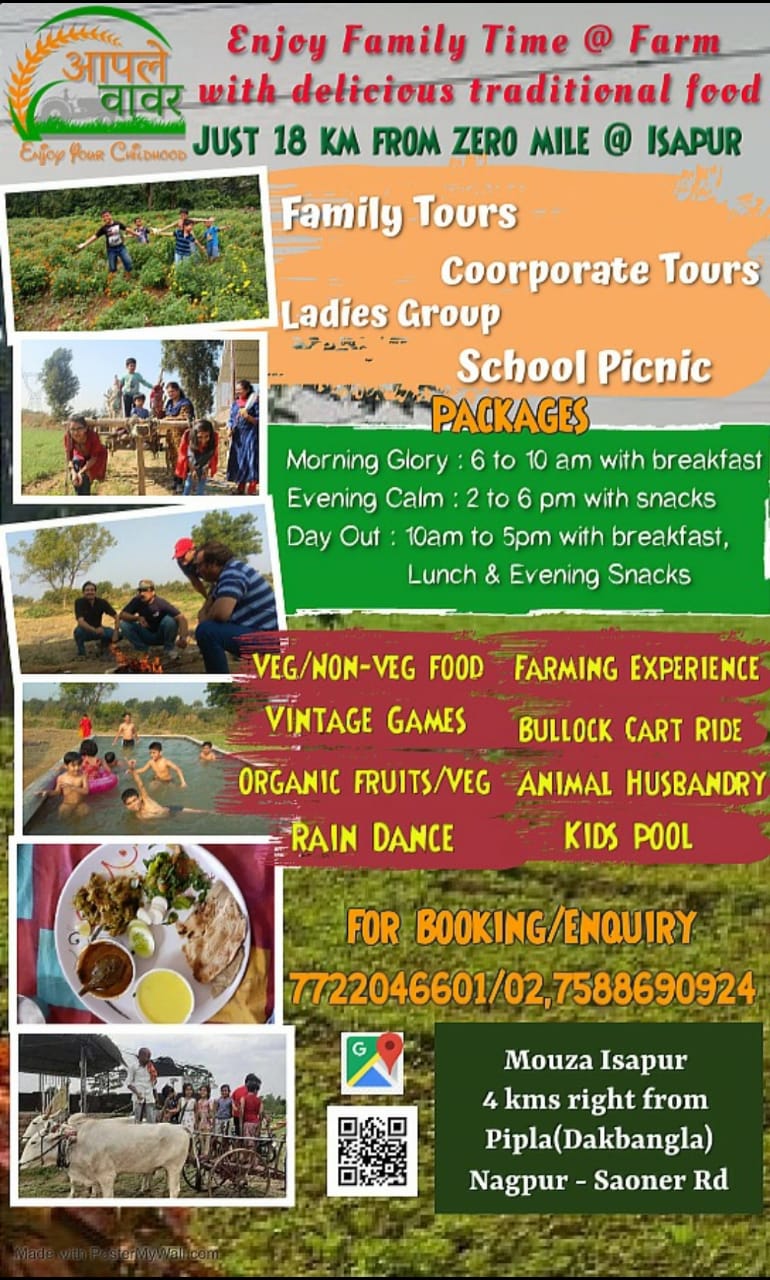 आपले
वावर
Enjoy Your Childhood
Enjoy Family Time @ Farm
with delicious traditional food
Just 18 km from zero mile @ Isapur
Family Tours
Coorporate Tours
Ladies Group
School Picnic
Packages
Morning Glory : 6 to 10 am with breakfast
Evening Calm : 2 to 6 pm with snacks
Day Out : 10am to 5pm with breakfast,
Lunch & Evening Snacks
Veg/Non-Veg Food
Farming Experience
Vintage Games
Bullock Cart Ride
Organic Fruits/Veg
Animal Husbandry
Rain Dance
Kids Pool
For Booking/Enquiry
7722046601/02,7588690924
G
Mouza Isapur
4 kms right from
Pipla(Dakbangla)
Nagpur - Saoner Rd
Made with PosterMyWall.com